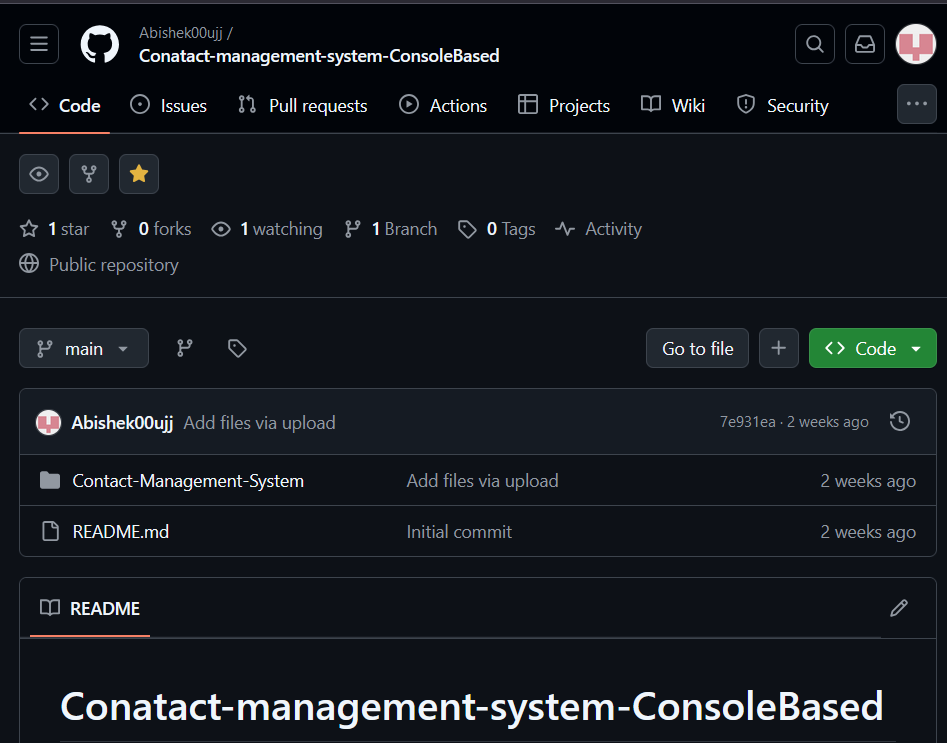 Abishek00ujj /
Conatact-management-system-ConsoleBased
Code Issues Pull requests Actions Projects Wiki Security
1 star 0 forks 1 watching 1 Branch 0 Tags Activity
Public repository
main Go to file Code
Abishek00ujj Add files via upload 7e931ea · 2 weeks ago
Contact-Management-System Add files via upload 2 weeks ago
README.md Initial commit 2 weeks ago
README
Conatact-management-system-ConsoleBased